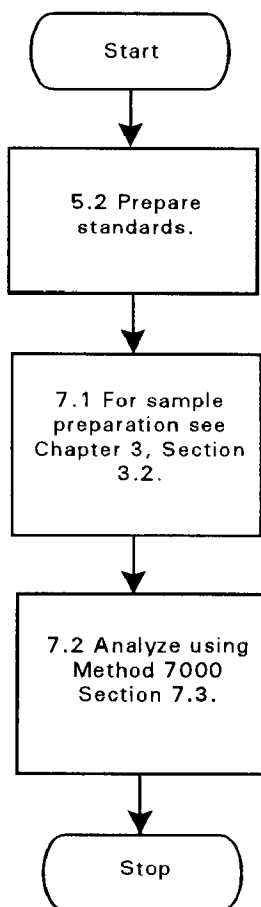 Start
5.2 Prepare
standards.
7.1 For sample
preparation see
Chapter 3, Section
3.2.
7.2 Analyze using
Method 7000
Section 7.3.
Stop